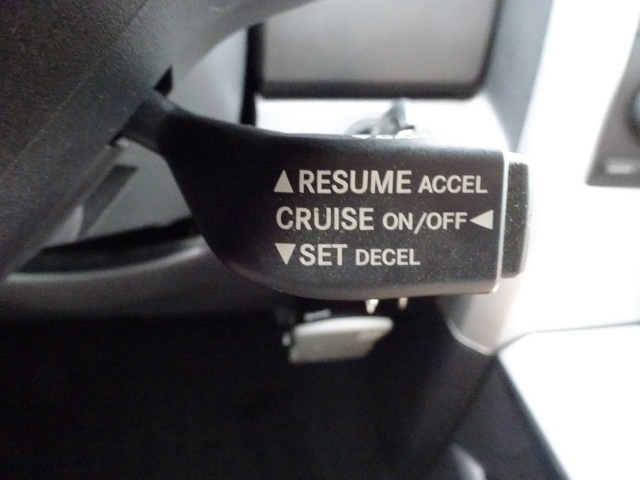 ▲RESUME ACCEL
CRUISE ON/OFF◀
▼SET DECEL